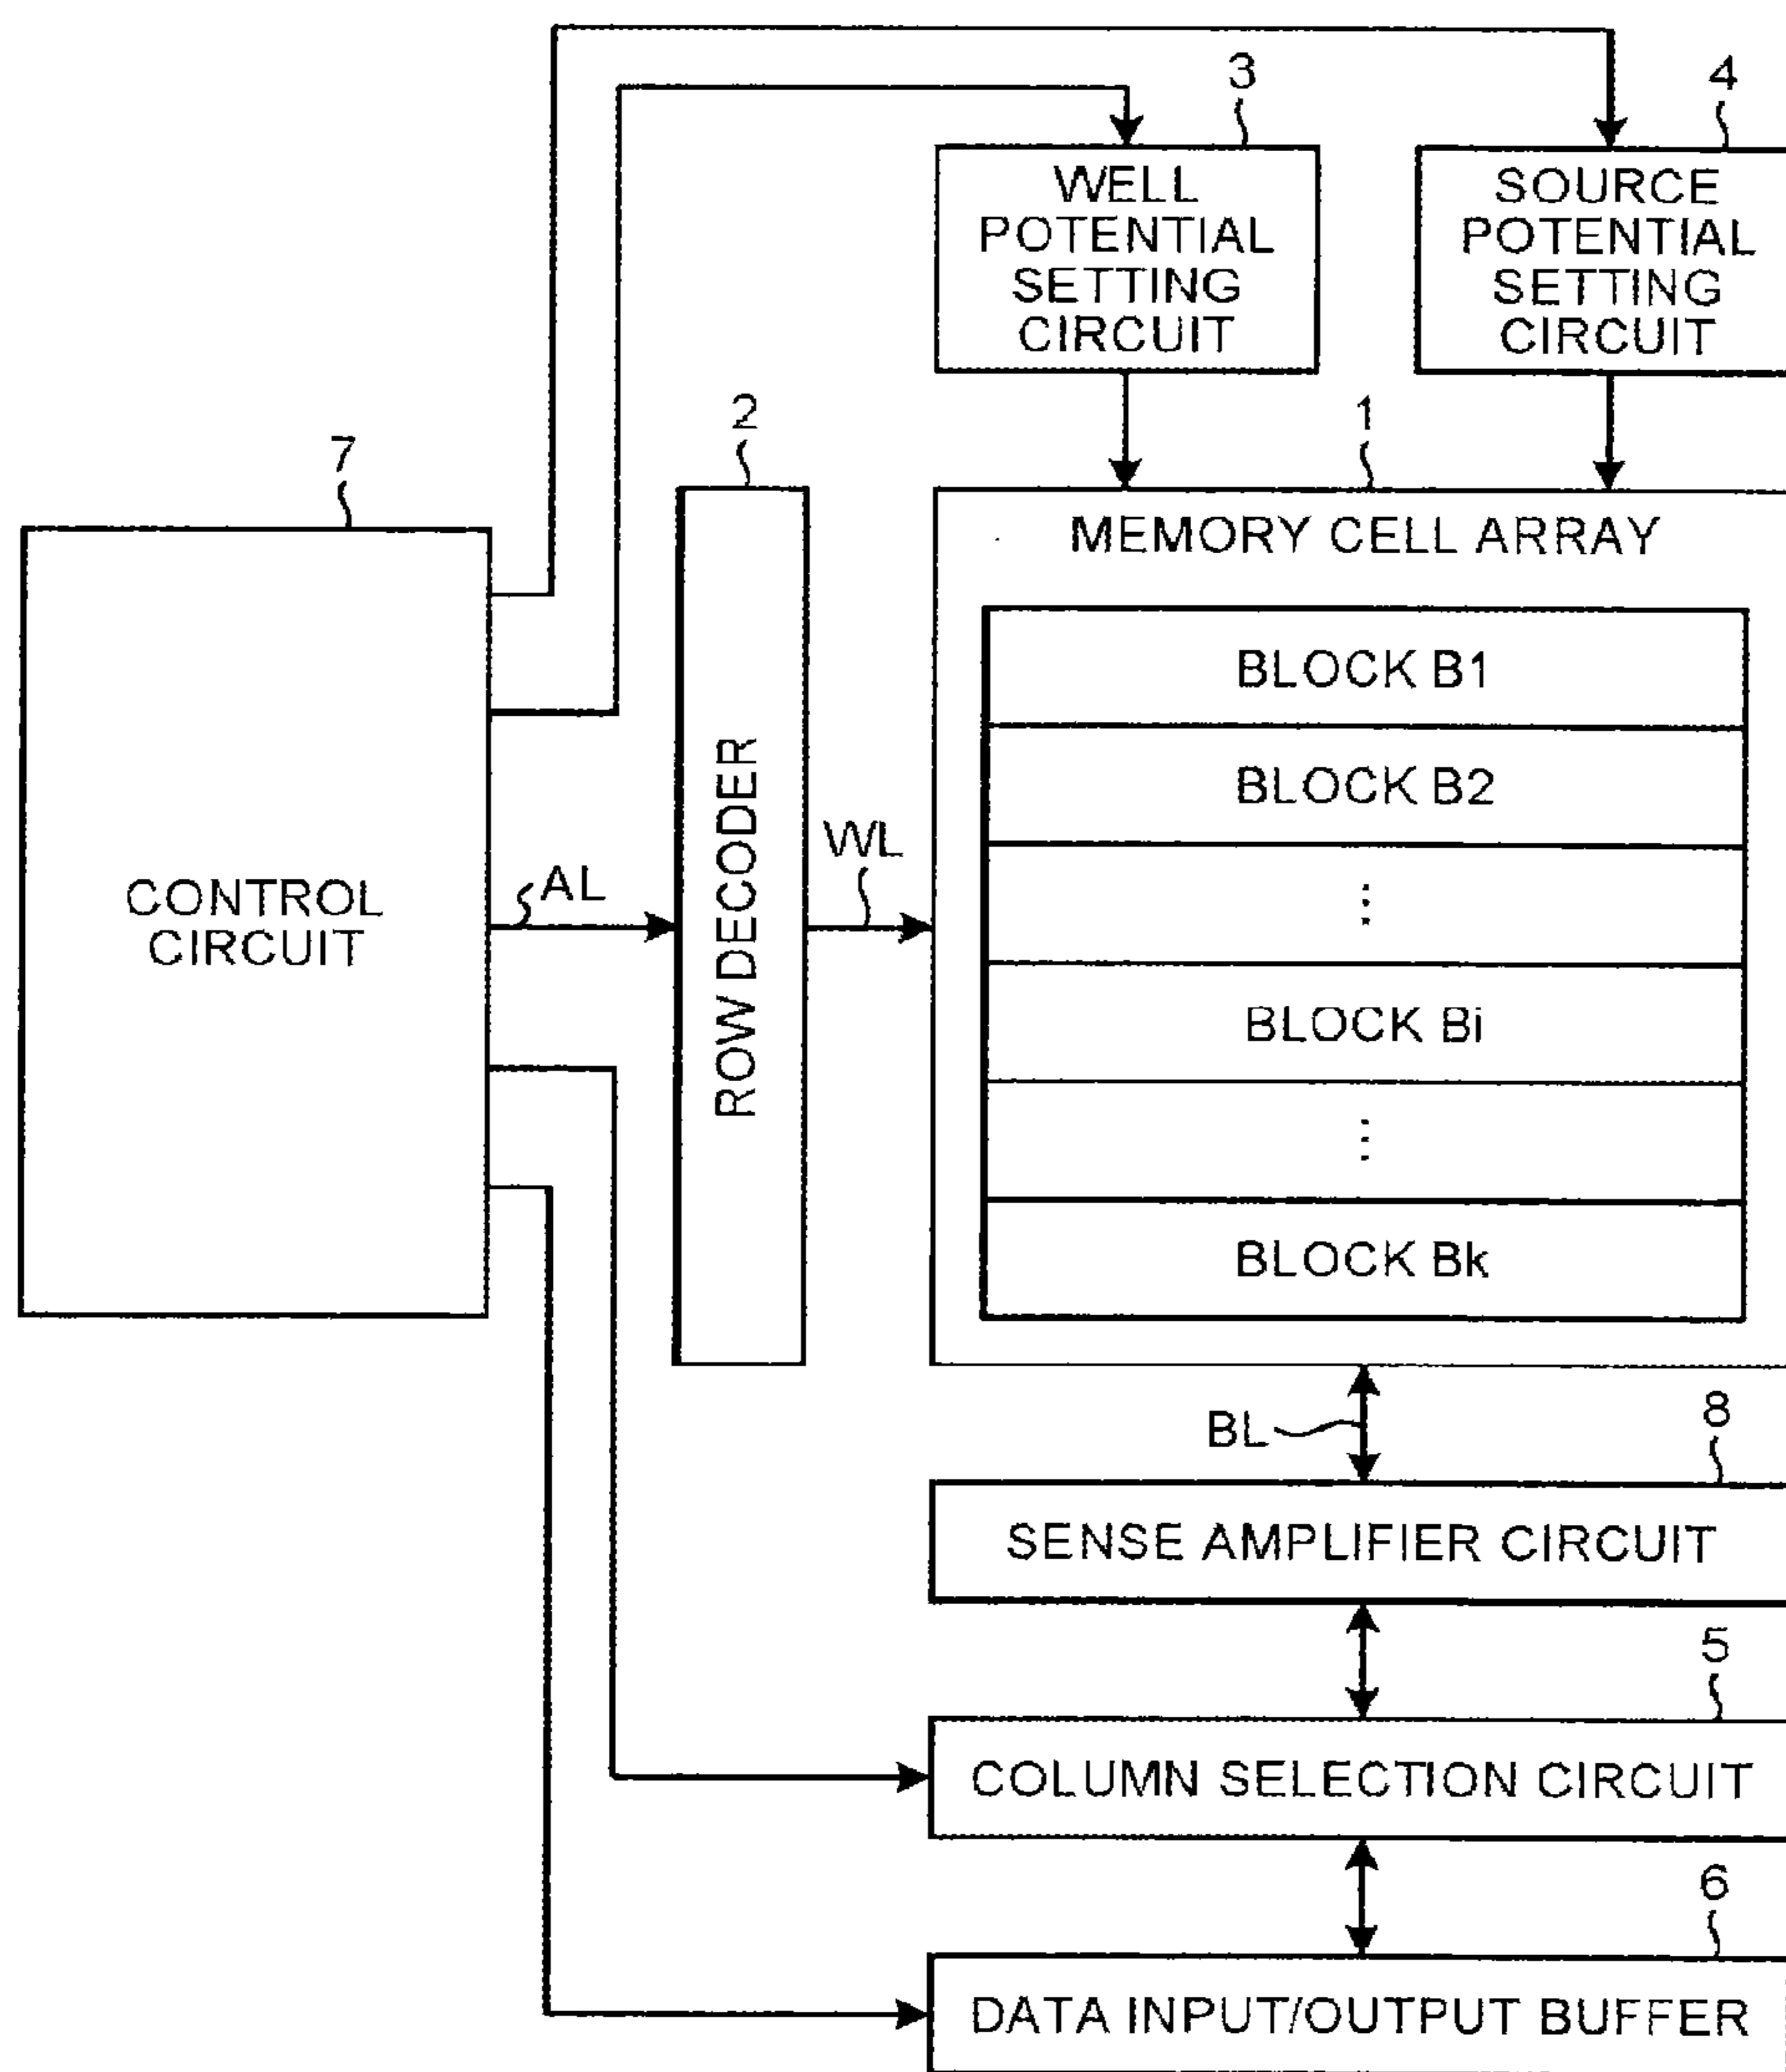 3
4
WELL
POTENTIAL
SETTING
CIRCUIT
SOURCE
POTENTIAL
SETTING
CIRCUIT
7
2
1
CONTROL
CIRCUIT
AL
ROW DECODER
WL
MEMORY CELL ARRAY
BLOCK B1
BLOCK B2
⋮
BLOCK Bi
⋮
BLOCK Bk
BL
8
SENSE AMPLIFIER CIRCUIT
5
COLUMN SELECTION CIRCUIT
6
DATA INPUT/OUTPUT BUFFER